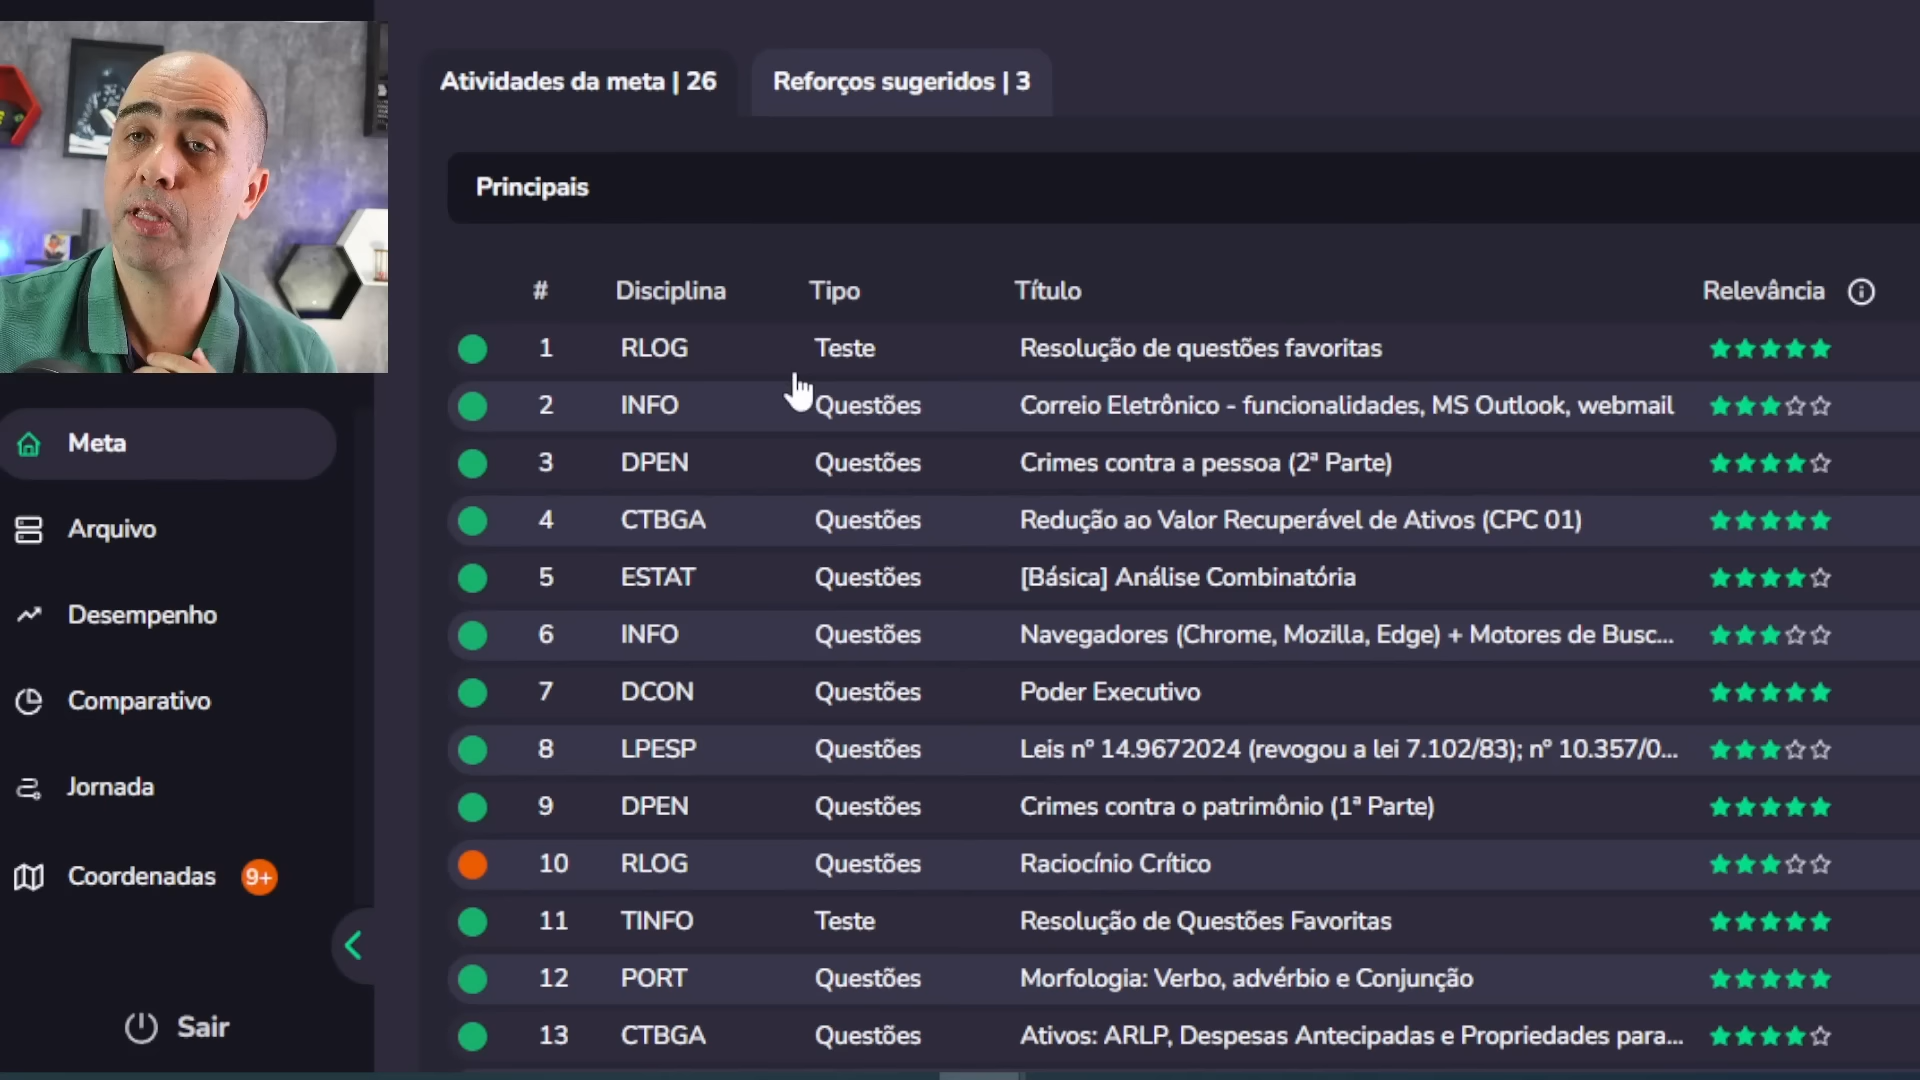 Atividades da meta | 26
Reforços sugeridos | 3
Principais
# Disciplina Tipo Título Relevância
1 RLOG Teste Resolução de questões favoritas
2 INFO Questões Correio Eletrônico - funcionalidades, MS Outlook, webmail
3 DPEN Questões Crimes contra a pessoa (2ª Parte)
4 CTBGA Questões Redução ao Valor Recuperável de Ativos (CPC 01)
5 ESTAT Questões [Básica] Análise Combinatória
6 INFO Questões Navegadores (Chrome, Mozilla, Edge) + Motores de Busc...
7 DCON Questões Poder Executivo
8 LPESP Questões Leis nº 14.9672024 (revogou a lei 7.102/83); nº 10.357/0...
9 DPEN Questões Crimes contra o patrimônio (1ª Parte)
10 RLOG Questões Raciocínio Crítico
11 TINFO Teste Resolução de Questões Favoritas
12 PORT Questões Morfologia: Verbo, advérbio e Conjunção
13 CTBGA Questões Ativos: ARLP, Despesas Antecipadas e Propriedades para...
Meta
Arquivo
Desempenho
Comparativo
Jornada
Coordenadas 9+
Sair